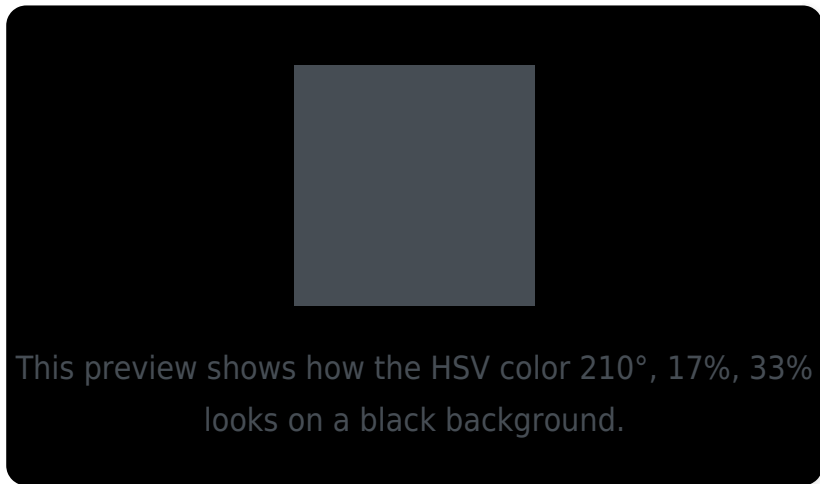 This preview shows how the HSV color 210°, 17%, 33%
looks on a black background.